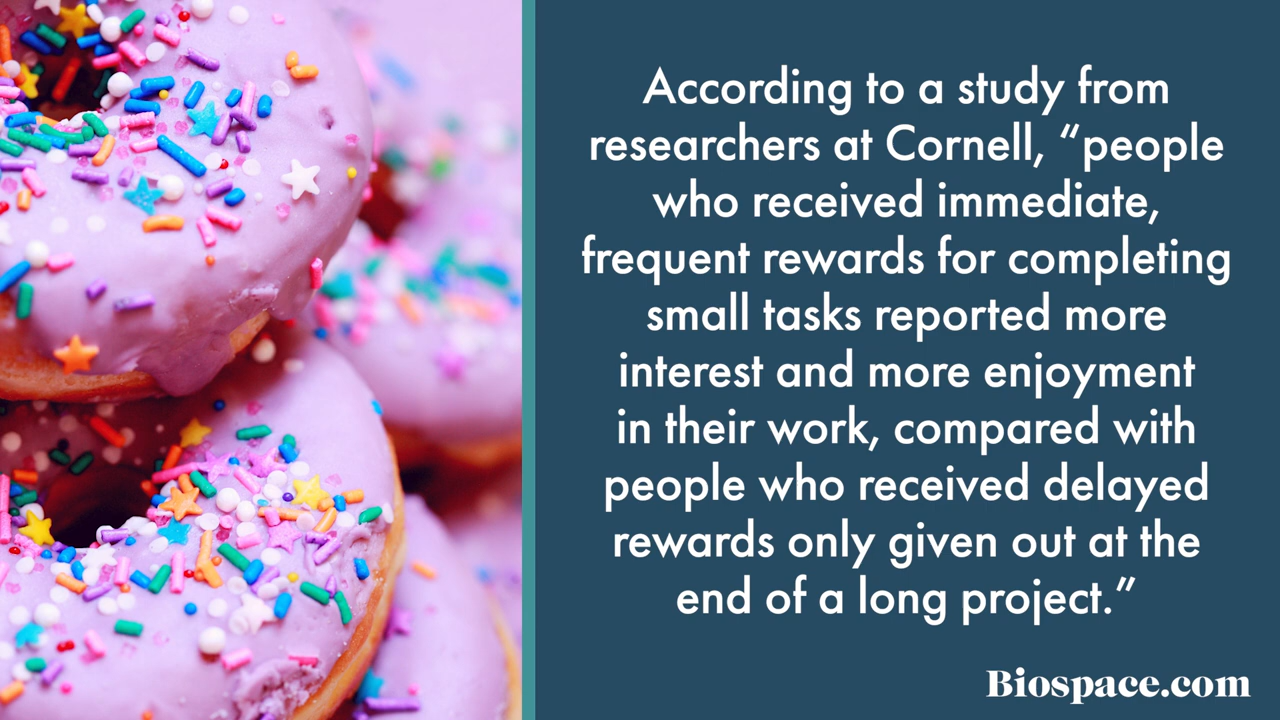 According to a study from
researchers at Cornell, “people
who received immediate,
frequent rewards for completing
small tasks reported more
interest and more enjoyment
in their work, compared with
people who received delayed
rewards only given out at the
end of a long project.”
Biospace.com